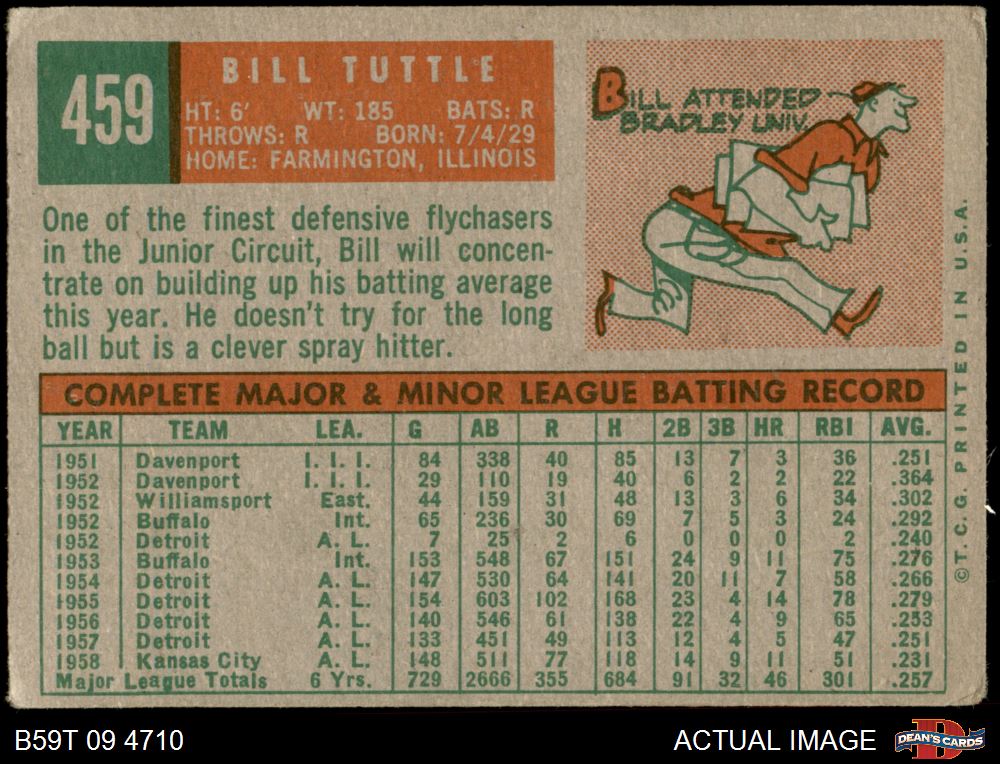 459
BILL TUTTLE
HT: 6' WT: 185 BATS: R
THROWS: R BORN: 7/4/29
HOME: FARMINGTON, ILLINOIS
BILL ATTENDED
BRADLEY UNIV.
One of the finest defensive flychasers
in the Junior Circuit, Bill will concen-
trate on building up his batting average
this year. He doesn't try for the long
ball but is a clever spray hitter.
COMPLETE MAJOR & MINOR LEAGUE BATTING RECORD
YEAR TEAM LEA. G AB R H 2B 3B HR RBI AVG.
1951 Davenport I. I. I. 84 338 40 85 13 7 3 36 .251
1952 Davenport I. I. I. 29 110 19 40 6 2 2 22 .364
1952 Williamsport East. 44 159 31 48 13 3 6 34 .302
1952 Buffalo Int. 65 236 30 69 7 5 3 24 .292
1952 Detroit A. L. 7 25 2 6 0 0 0 2 .240
1953 Buffalo Int. 153 548 67 151 24 9 11 75 .276
1954 Detroit A. L. 147 530 64 141 20 11 7 58 .266
1955 Detroit A. L. 154 603 102 168 23 4 14 78 .279
1956 Detroit A. L. 140 546 61 138 22 4 9 65 .253
1957 Detroit A. L. 133 451 49 113 12 4 5 47 .251
1958 Kansas City A. L. 148 511 77 118 14 9 11 51 .231
Major League Totals 6 Yrs. 729 2666 355 684 91 32 46 301 .257
©T. C. G. PRINTED IN U.S.A.
B59T 09 4710
ACTUAL IMAGE
DEAN'S CARDS